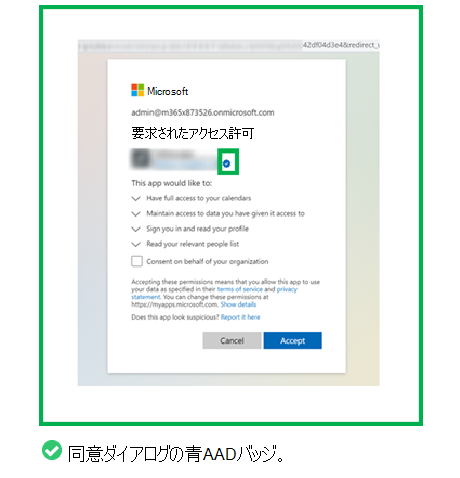 42df04d3e4&redirect_u
Microsoft
admin@m365x873526.onmicrosoft.com
要求されたアクセス許可
This app would like to:
Have full access to your calendars
Maintain access to data you have given it access to
Sign you in and read your profile
Read your relevant people list
Consent on behalf of your organization
Accepting these permissions means that you allow this app to use
your data as specified in their terms of service and privacy
statement. You can change these permissions at
https://myapps.microsoft.com. Show details
Does this app look suspicious? Report it here
Cancel Accept
同意ダイアログの青AADバッジ。